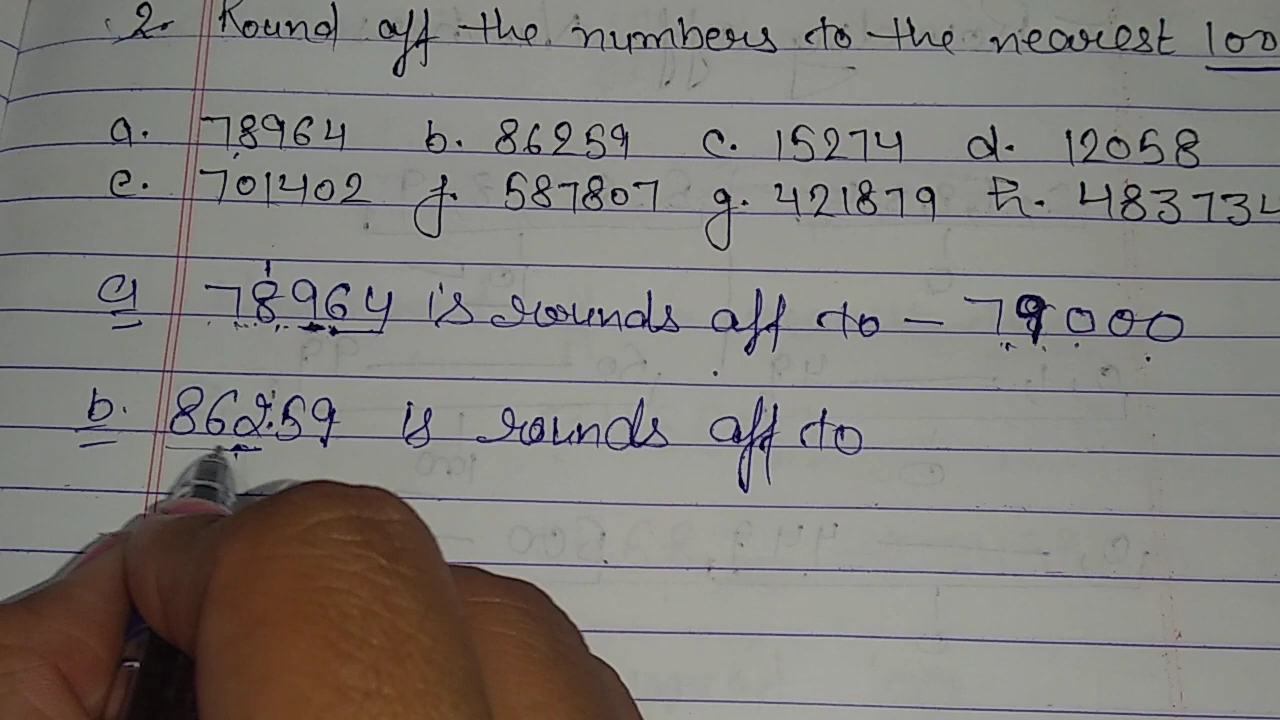 2. Round off the numbers to the nearest 100
a. 78964 b. 86259 c. 15274 d. 12058
e. 701402 f. 587807 g. 421879 h. 483734
a 78964 is rounds off to - 79000
b. 86259 is rounds off to